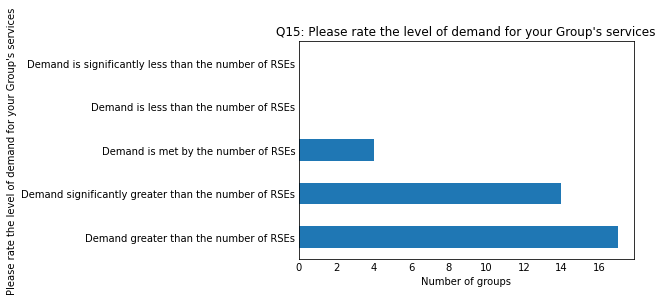 Q15: Please rate the level of demand for your Group's services
Please rate the level of demand for your Group's services
Demand is significantly less than the number of RSEs
Demand is less than the number of RSEs
Demand is met by the number of RSEs
Demand significantly greater than the number of RSEs
Demand greater than the number of RSEs
0 2 4 6 8 10 12 14 16
Number of groups